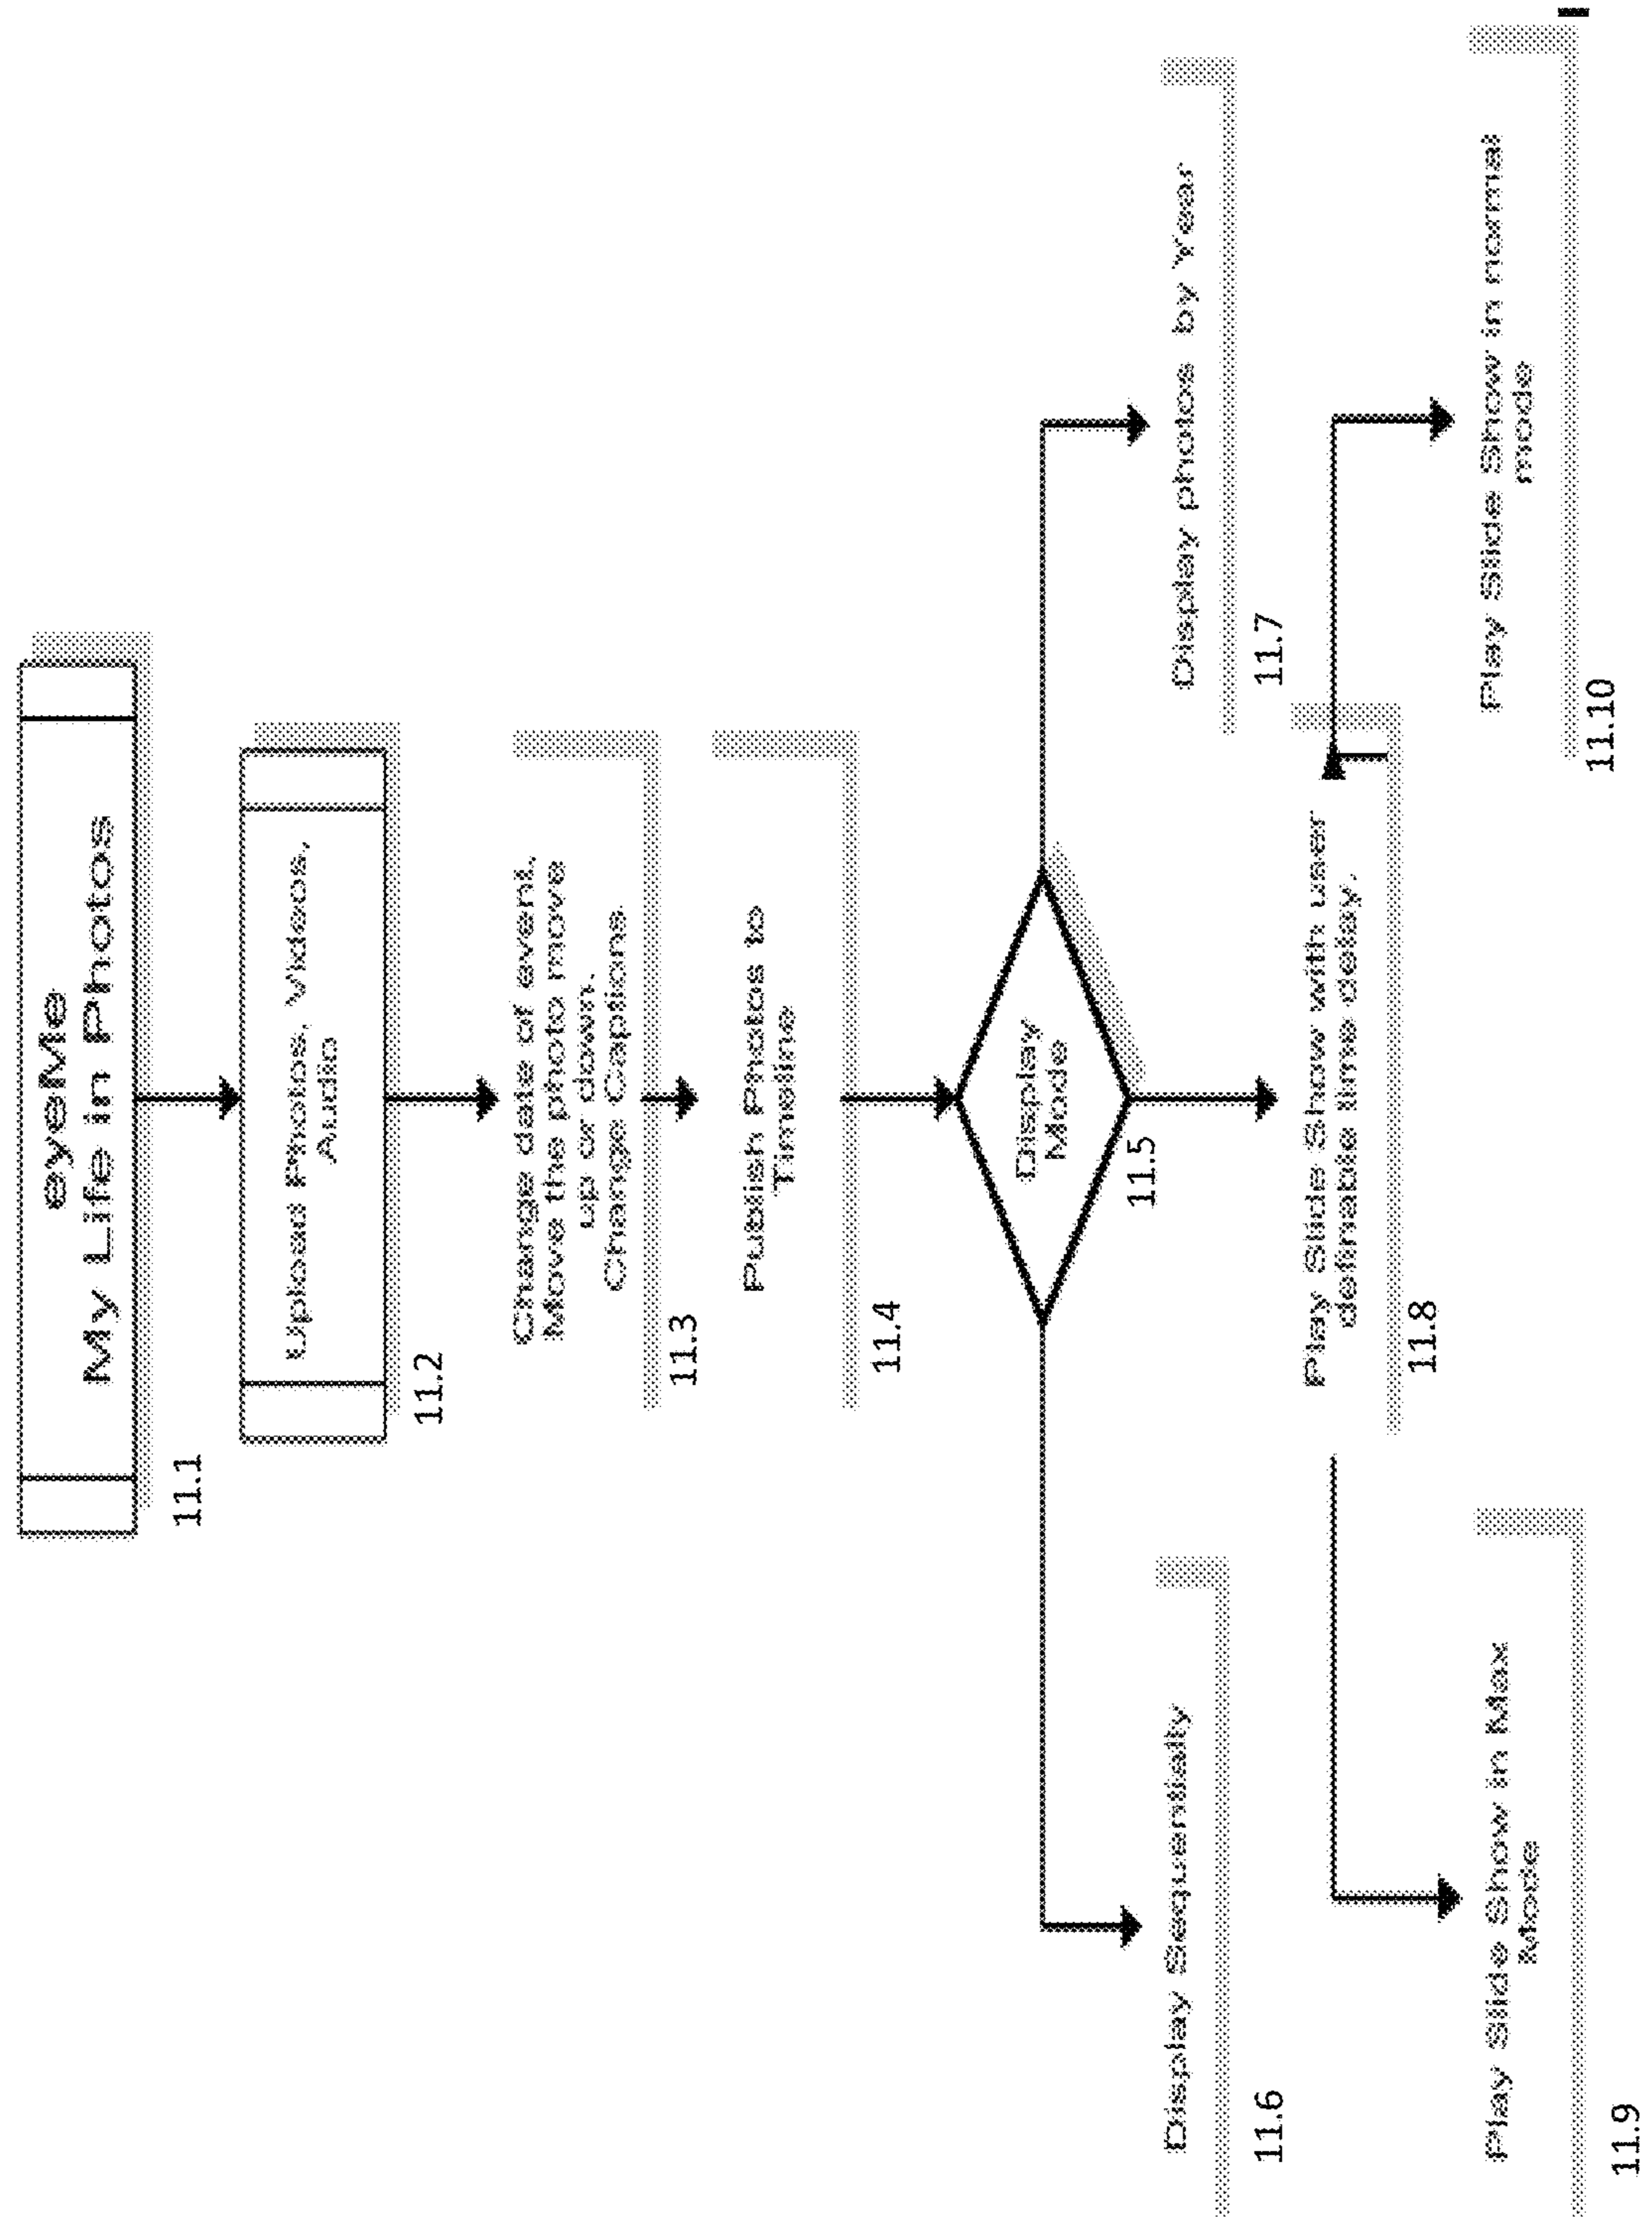 eyeMe
My Life in Photos
11.1
Upload Photos, Videos,
Audio
11.2
Change date of event.
Move the photo move
up or down.
Change Captions
11.3
Publish Photos to
Timeline
11.4
Display
Mode
11.5
Display Sequentially
11.6
Display photos by Year
11.7
Play Slide Show with user
definable time delay.
11.8
Play Slide Show in Max
Mode
11.9
Play Slide Show in normal
mode
11.10